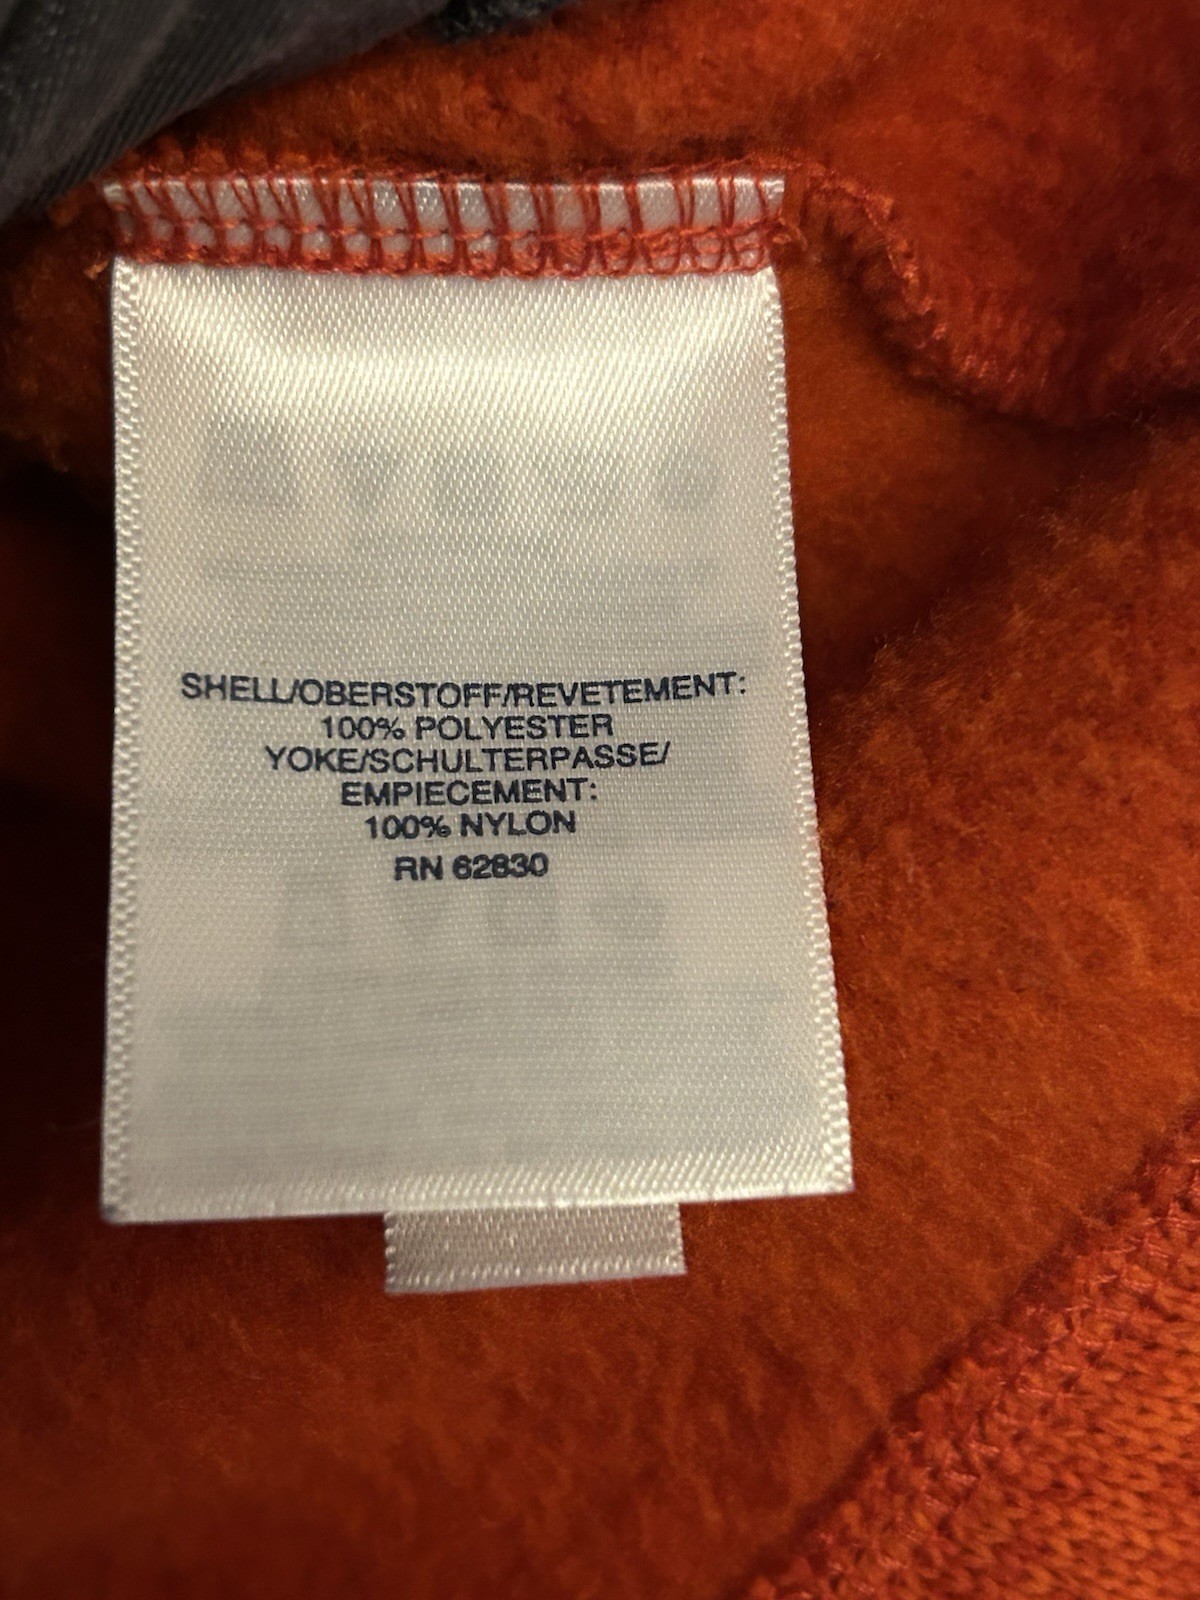 SHELL/OBERSTOFF/REVETEMENT:
100% POLYESTER
YOKE/SCHULTERPASSE/
EMPIECEMENT:
100% NYLON
RN 62830